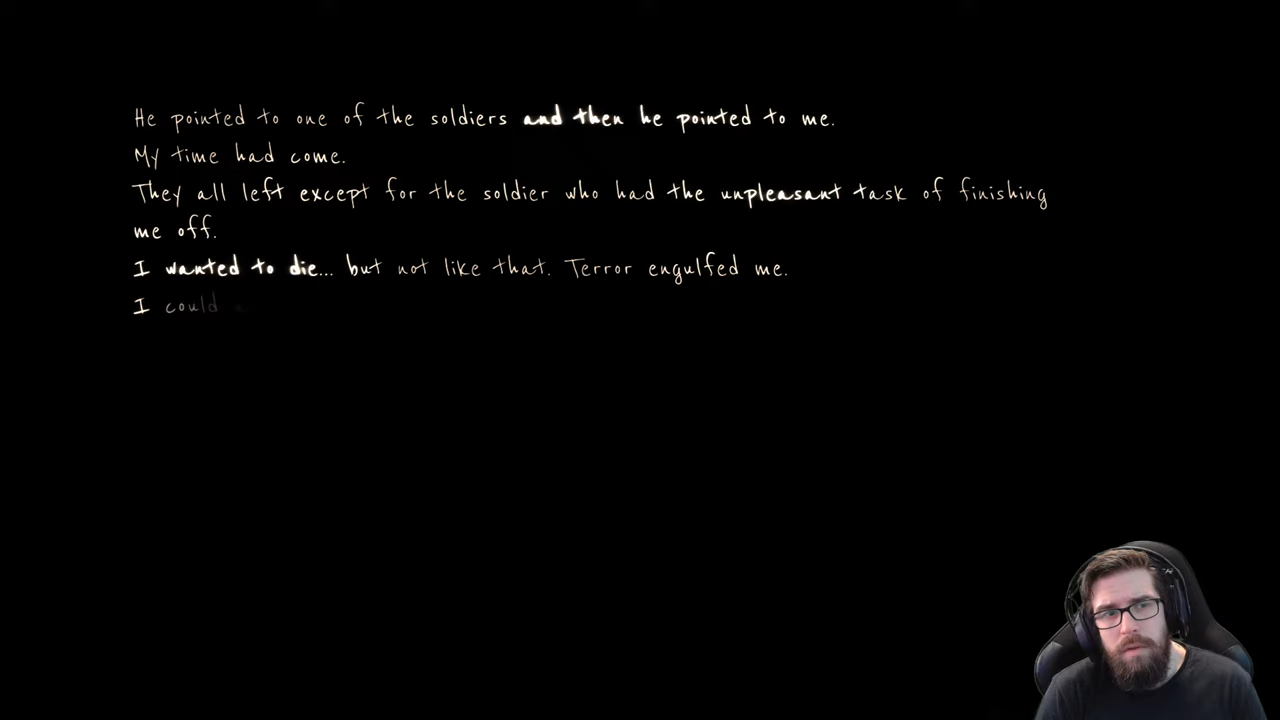 He pointed to one of the soldiers and then he pointed to me.
My time had come.
They all left except for the soldier who had the unpleasant task of finishing
me off.
I wanted to die... but not like that. Terror engulfed me.
I could